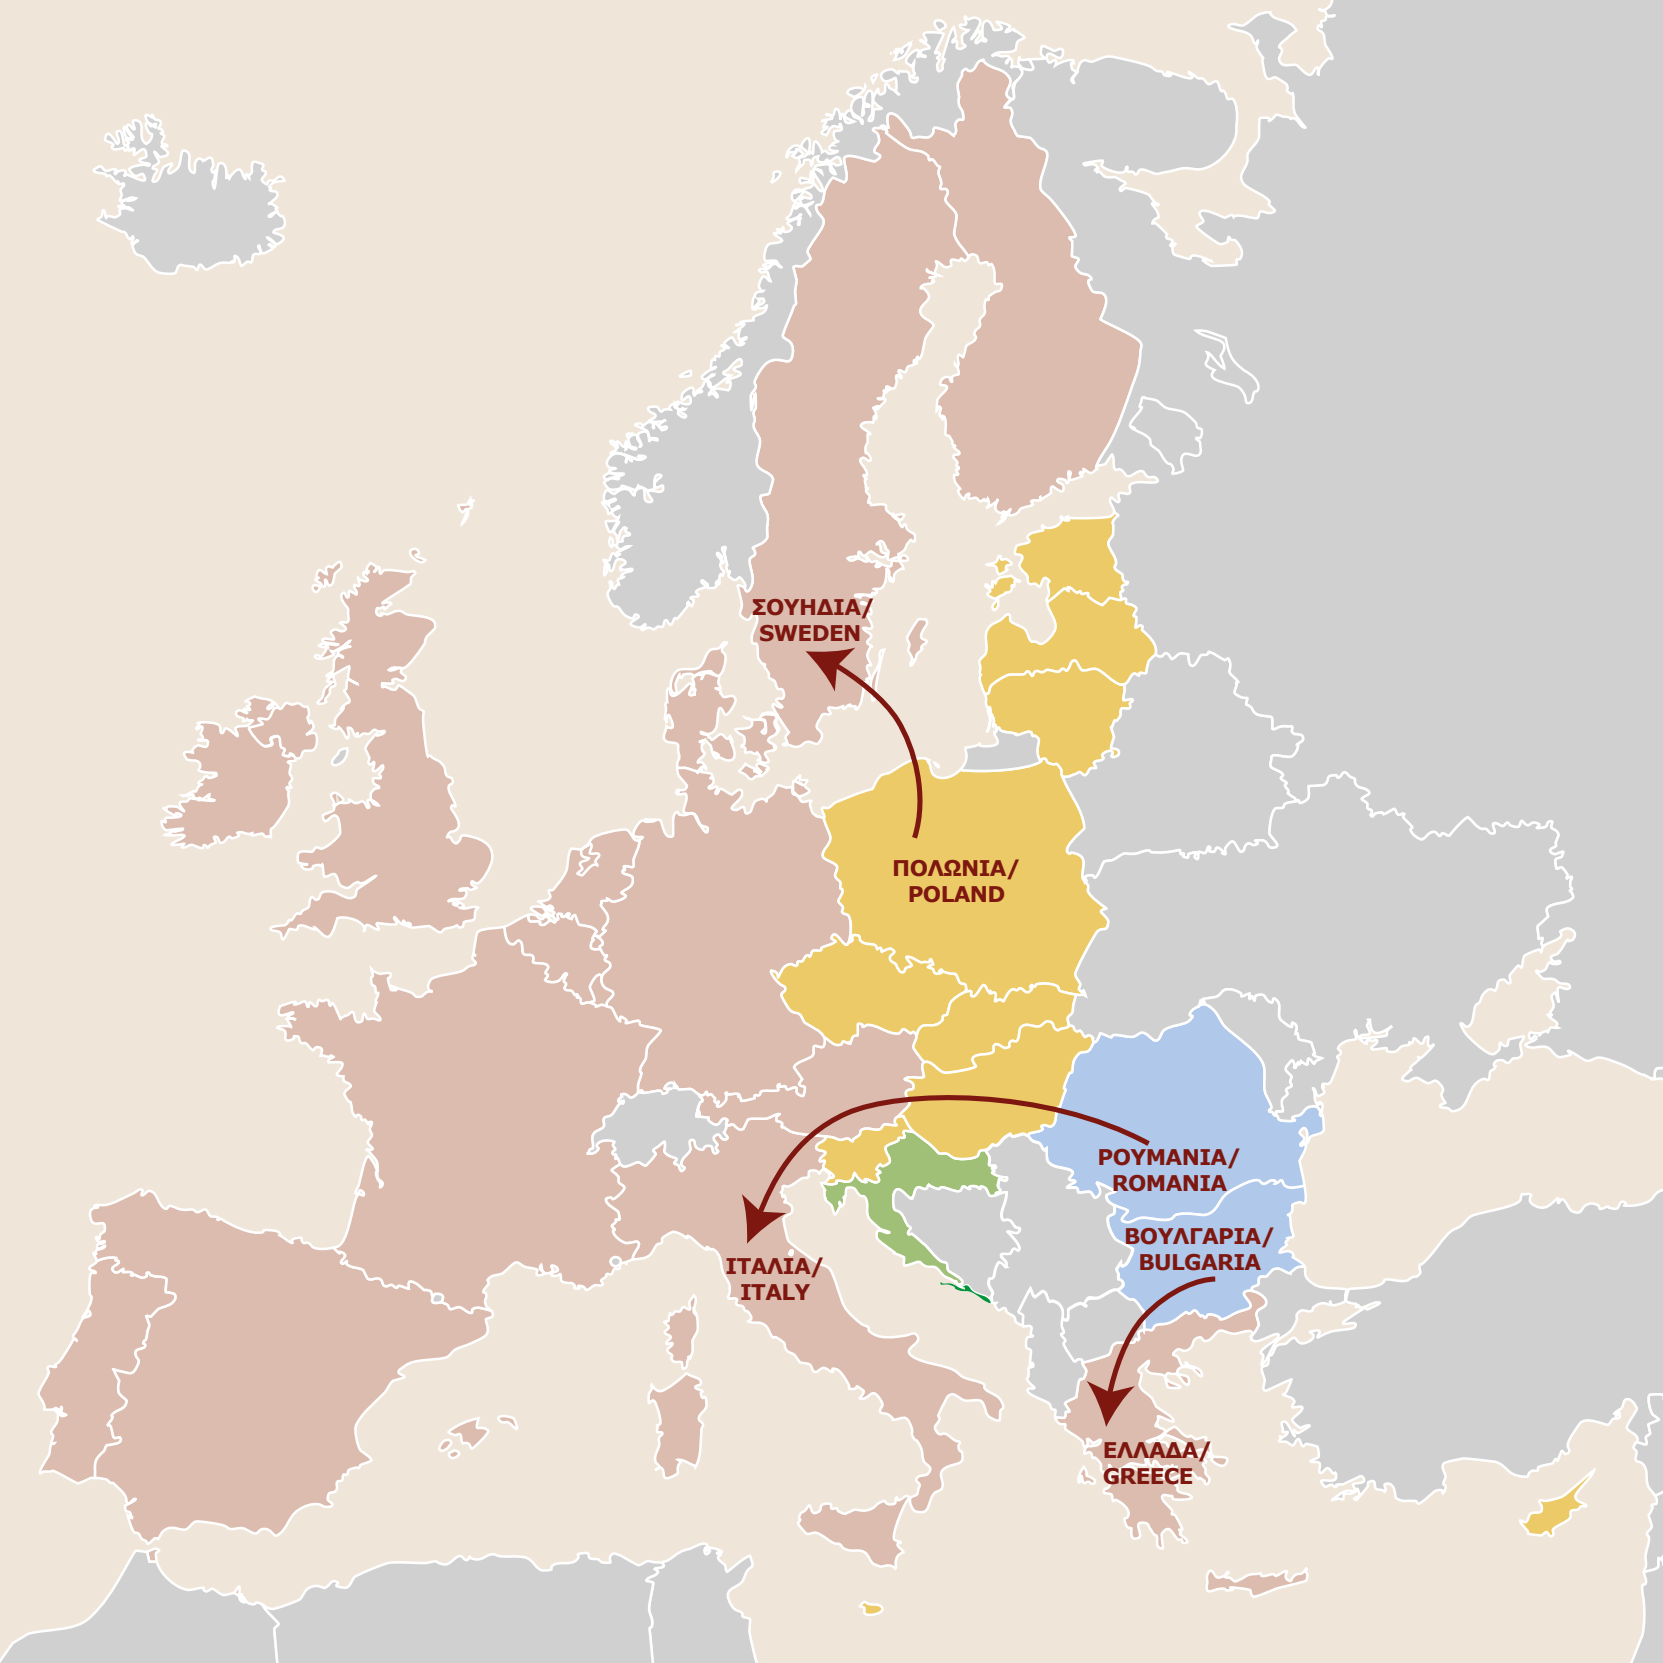 ΣΟΥΗΔΙΑ/
SWEDEN
ΠΟΛΩΝΙΑ/
POLAND
ΡΟΥΜΑΝΙΑ/
ROMANIA
ΒΟΥΛΓΑΡΙΑ/
BULGARIA
ΙΤΑΛΙΑ/
ITALY
ΕΛΛΑΔΑ/
GREECE